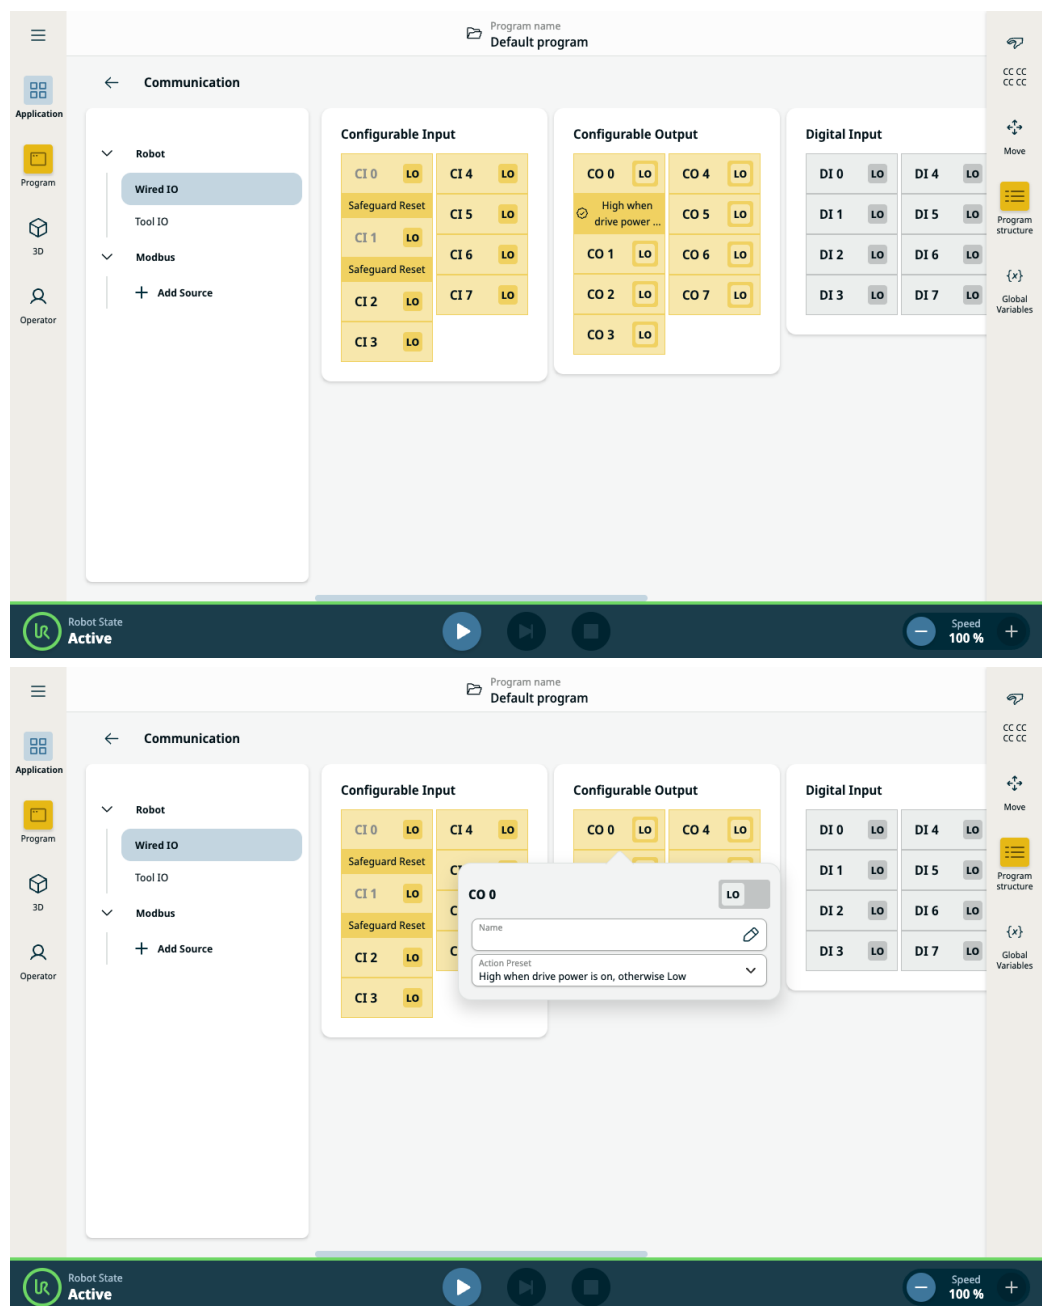 Program name
Default program
Application
Program
3D
Operator
Communication
Robot
Wired IO
Tool IO
Modbus
Add Source
Configurable Input
CI 0 LO
Safeguard Reset
CI 1 LO
Safeguard Reset
CI 2 LO
CI 3 LO
CI 4 LO
CI 5 LO
CI 6 LO
CI 7 LO
Configurable Output
CO 0 LO
High when
drive power ...
CO 1 LO
CO 2 LO
CO 3 LO
CO 4 LO
CO 5 LO
CO 6 LO
CO 7 LO
Digital Input
DI 0 LO
DI 1 LO
DI 2 LO
DI 3 LO
DI 4 LO
DI 5 LO
DI 6 LO
DI 7 LO
CC CC
CC CC
Move
Program
structure
{x}
Global
Variables
UR
Robot State
Active
Speed
100 %
Program name
Default program
Application
Program
3D
Operator
Communication
Robot
Wired IO
Tool IO
Modbus
Add Source
Configurable Input
CI 0 LO
Safeguard Reset
CI 1 LO
Safeguard Reset
CI 2 LO
CI 3 LO
CI 4 LO
Configurable Output
CO 0 LO
CO 4 LO
CO 0
LO
Name
Action Preset
High when drive power is on, otherwise Low
Digital Input
DI 0 LO
DI 1 LO
DI 2 LO
DI 3 LO
DI 4 LO
DI 5 LO
DI 6 LO
DI 7 LO
CC CC
CC CC
Move
Program
structure
{x}
Global
Variables
UR
Robot State
Active
Speed
100 %